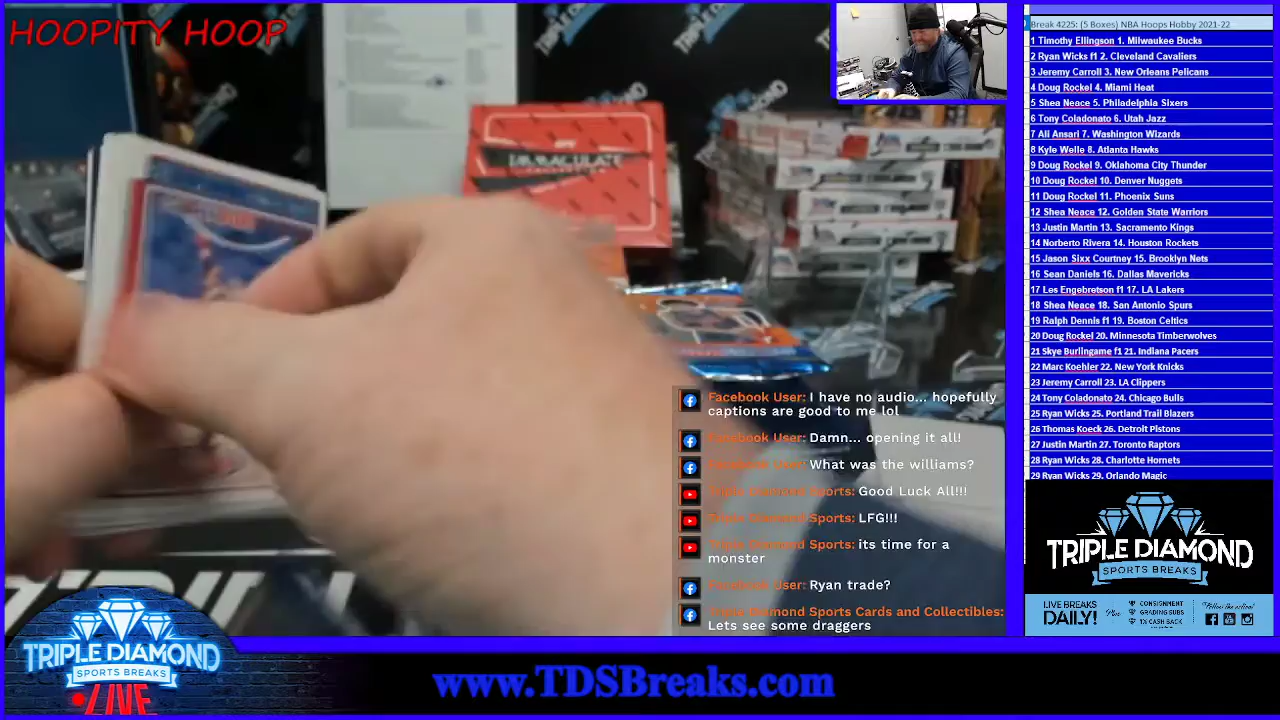 HOOPITY HOOP
IMMACULATE
Break 4225: (5 Boxes) NBA Hoops Hobby 2021-22
1 Timothy Ellingson 1. Milwaukee Bucks
2 Ryan Wicks f1 2. Cleveland Cavaliers
3 Jeremy Carroll 3. New Orleans Pelicans
4 Doug Rockel 4. Miami Heat
5 Shea Neace 5. Philadelphia Sixers
6 Tony Coladonato 6. Utah Jazz
7 Ali Ansari 7. Washington Wizards
8 Kyle Welle 8. Atlanta Hawks
9 Doug Rockel 9. Oklahoma City Thunder
10 Doug Rockel 10. Denver Nuggets
11 Doug Rockel 11. Phoenix Suns
12 Shea Neace 12. Golden State Warriors
13 Justin Martin 13. Sacramento Kings
14 Norberto Rivera 14. Houston Rockets
15 Jason Sixx Courtney 15. Brooklyn Nets
16 Sean Daniels 16. Dallas Mavericks
17 Les Engebretson f1 17. LA Lakers
18 Shea Neace 18. San Antonio Spurs
19 Ralph Dennis f1 19. Boston Celtics
20 Doug Rockel 20. Minnesota Timberwolves
21 Skye Burlingame f1 21. Indiana Pacers
22 Marc Koehler 22. New York Knicks
23 Jeremy Carroll 23. LA Clippers
24 Tony Coladonato 24. Chicago Bulls
25 Ryan Wicks 25. Portland Trail Blazers
26 Thomas Koeck 26. Detroit Pistons
27 Justin Martin 27. Toronto Raptors
28 Ryan Wicks 28. Charlotte Hornets
29 Ryan Wicks 29. Orlando Magic
Facebook User: I have no audio... hopefully
captions are good to me lol
Facebook User: Damn... opening it all!
Facebook User: What was the williams?
Triple Diamond Sports: Good Luck All!!!
Triple Diamond Sports: LFG!!!
Triple Diamond Sports: its time for a
monster
Facebook User: Ryan trade?
Triple Diamond Sports Cards and Collectibles:
Lets see some draggers
TRIPLE DIAMOND
SPORTS BREAKS
LIVE BREAKS
DAILY!
Plus
CONSIGNMENT
GRADING SUBS
1% CASH BACK
Follow the action!
TRIPLE DIAMOND
SPORTS BREAKS
LIVE
www.TDSBreaks.com